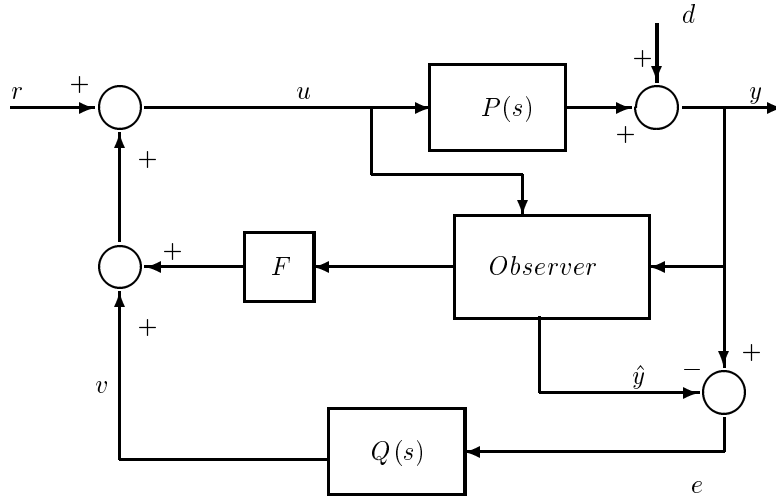 d
+
r
+
u
P(s)
y
+
+
+
F
Observer
+
+
v
ŷ
−
Q(s)
e